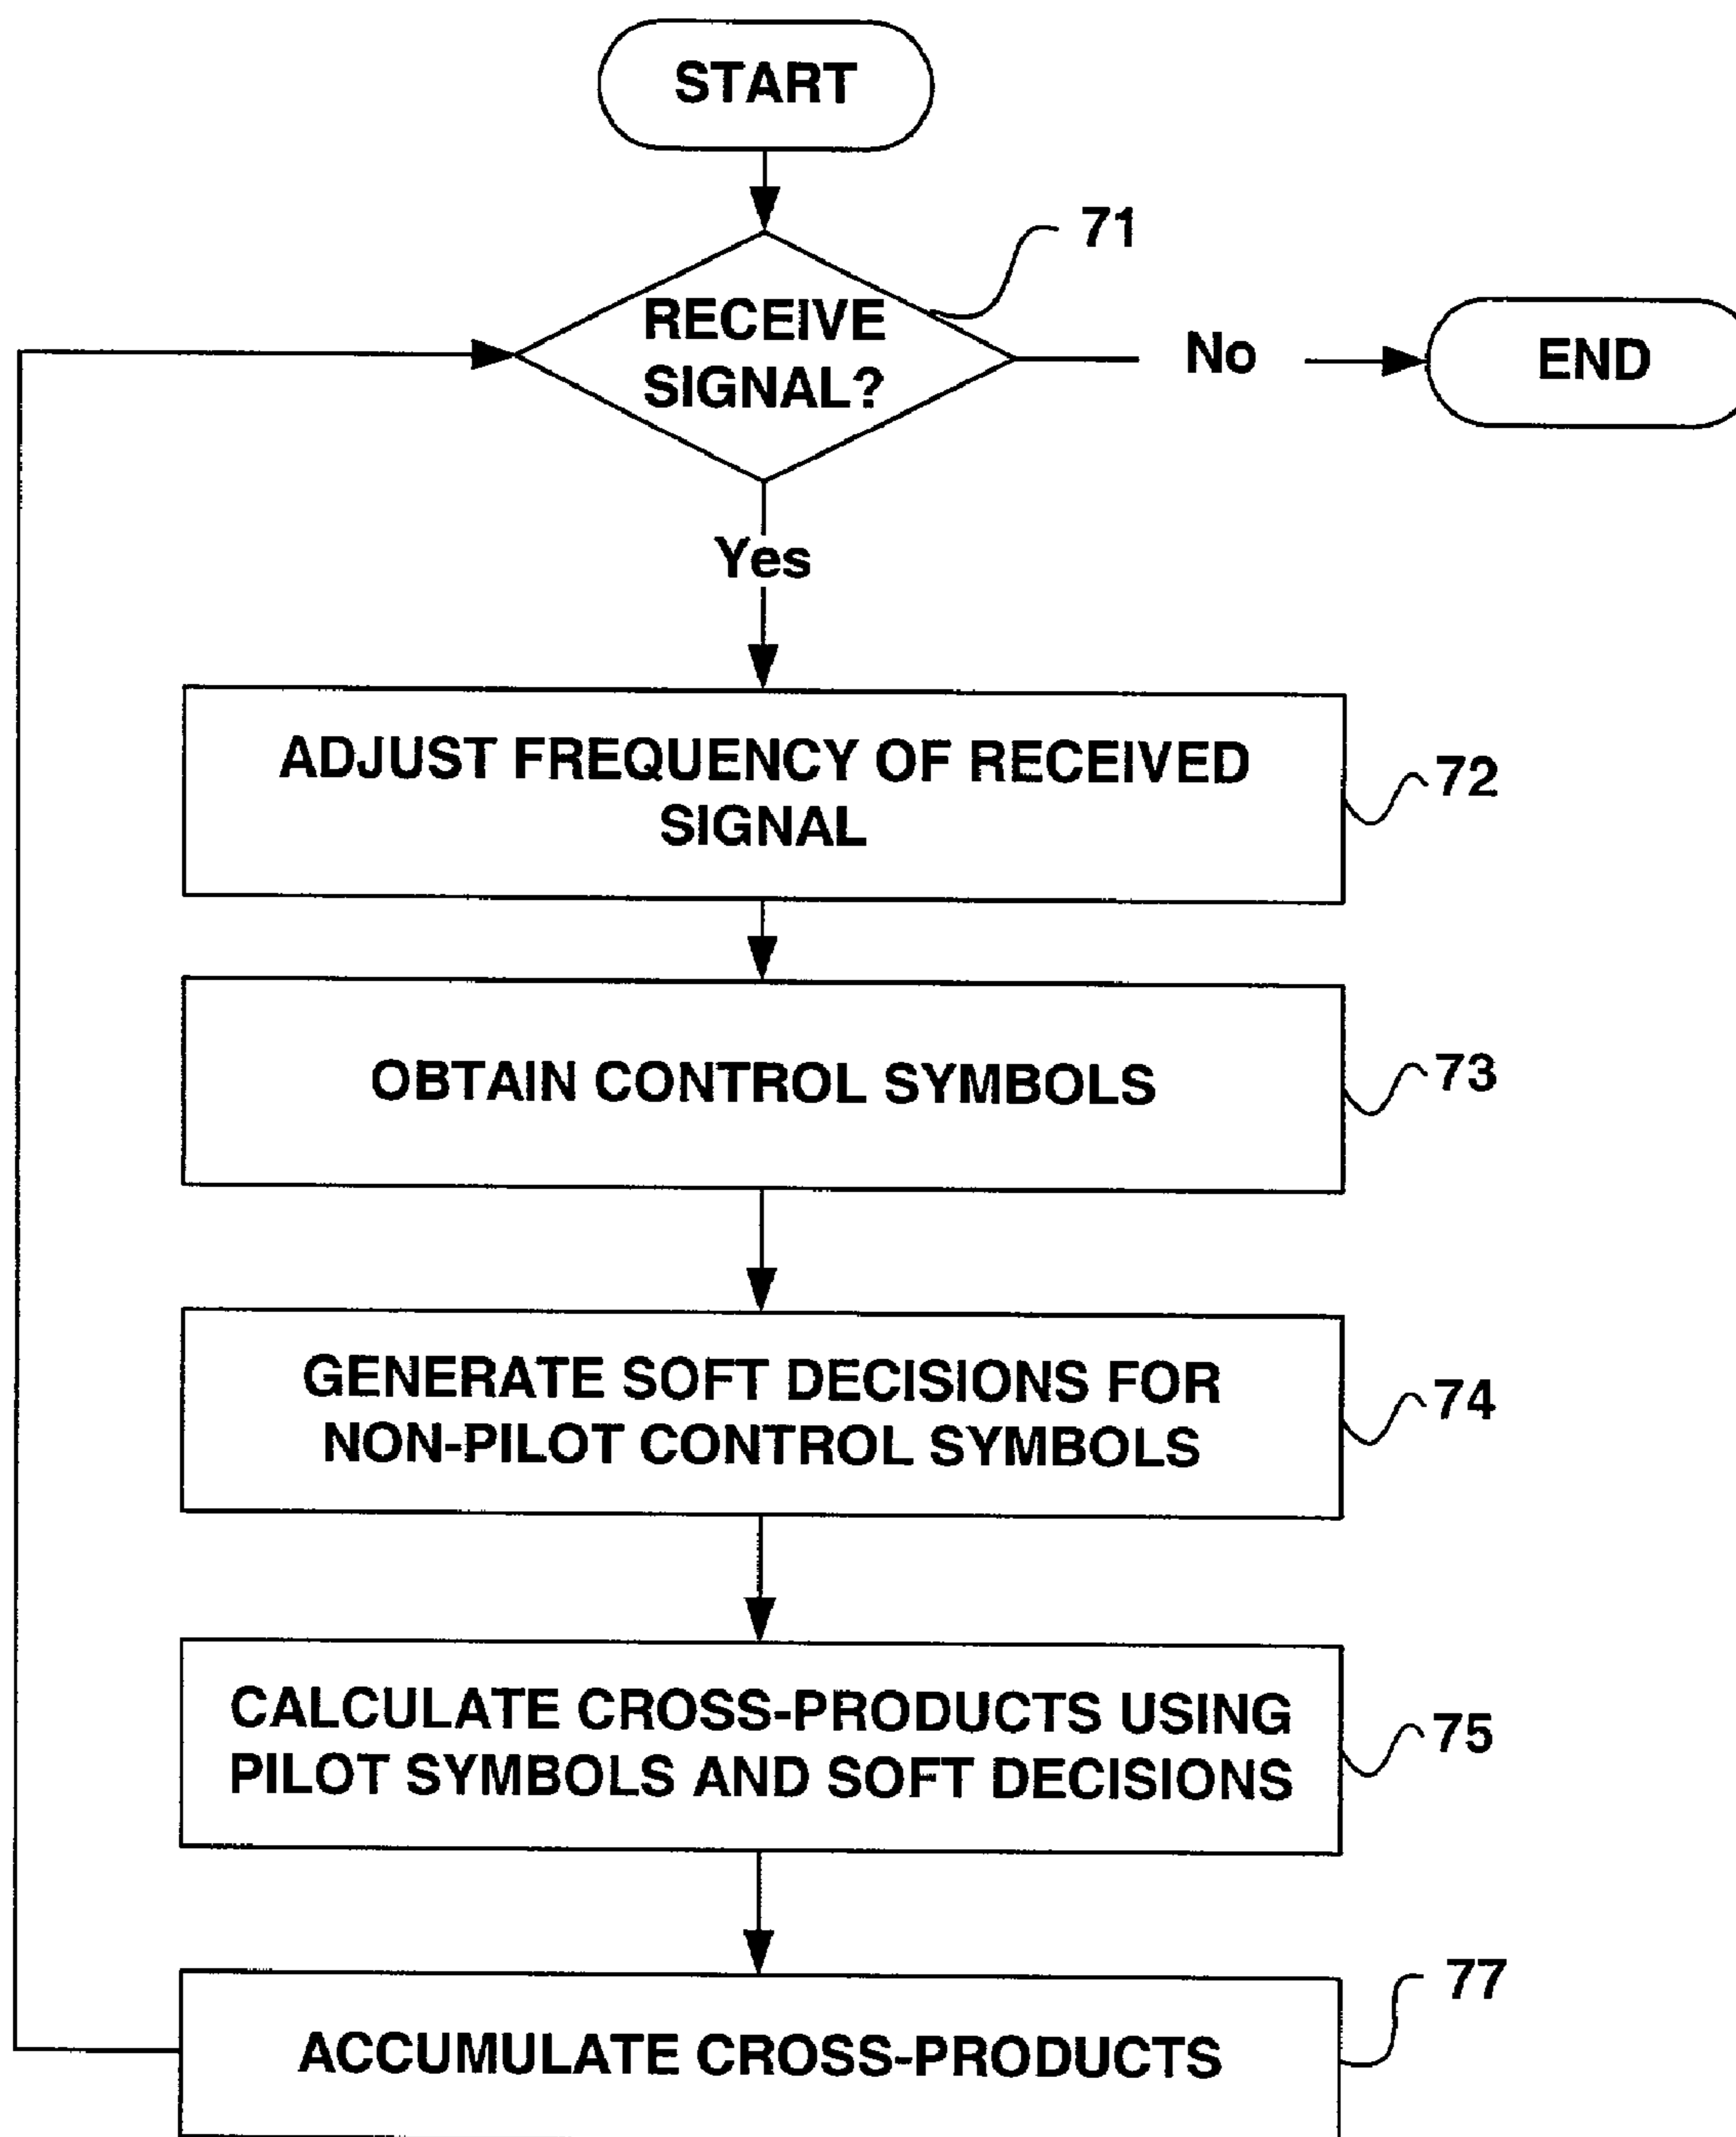 START
71
RECEIVE
SIGNAL?
No
END
Yes
ADJUST FREQUENCY OF RECEIVED
SIGNAL
72
OBTAIN CONTROL SYMBOLS
73
GENERATE SOFT DECISIONS FOR
NON-PILOT CONTROL SYMBOLS
74
CALCULATE CROSS-PRODUCTS USING
PILOT SYMBOLS AND SOFT DECISIONS
75
ACCUMULATE CROSS-PRODUCTS
77